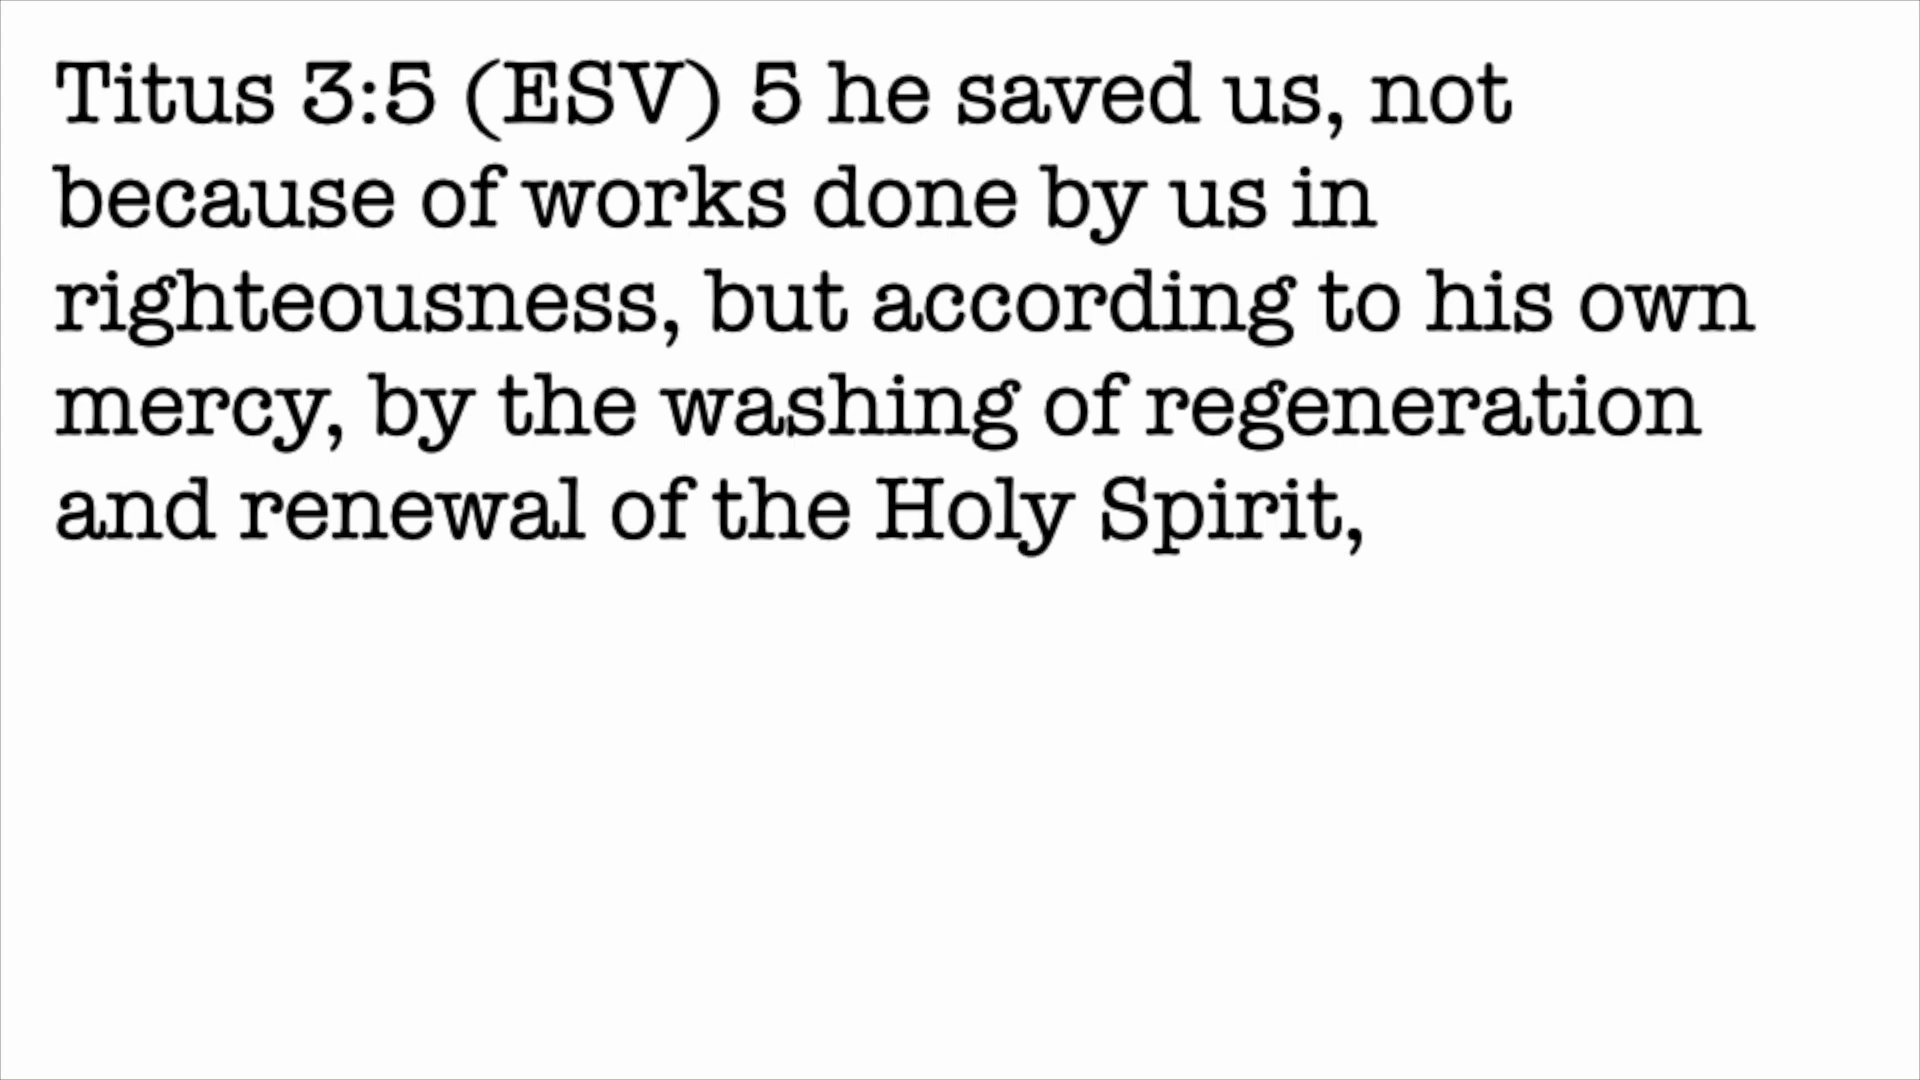 Titus 3:5 (ESV) 5 he saved us, not
because of works done by us in
righteousness, but according to his own
mercy, by the washing of regeneration
and renewal of the Holy Spirit,